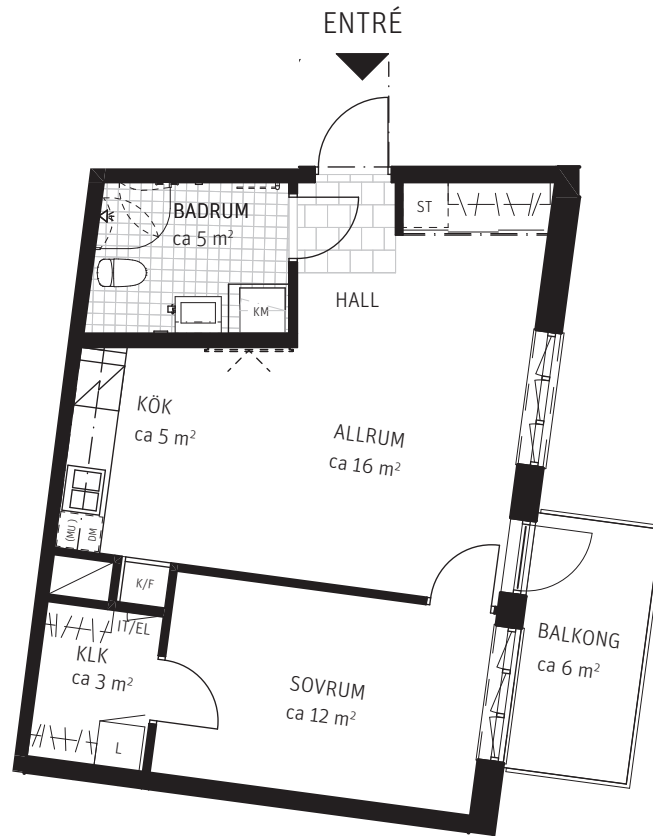 ENTRÉ
BADRUM
ca 5 m²
ST
KM
HALL
KÖK
ca 5 m²
ALLRUM
ca 16 m²
(MU)
DM
K/F
IT/EL
KLK
ca 3 m²
L
SOVRUM
ca 12 m²
BALKONG
ca 6 m²